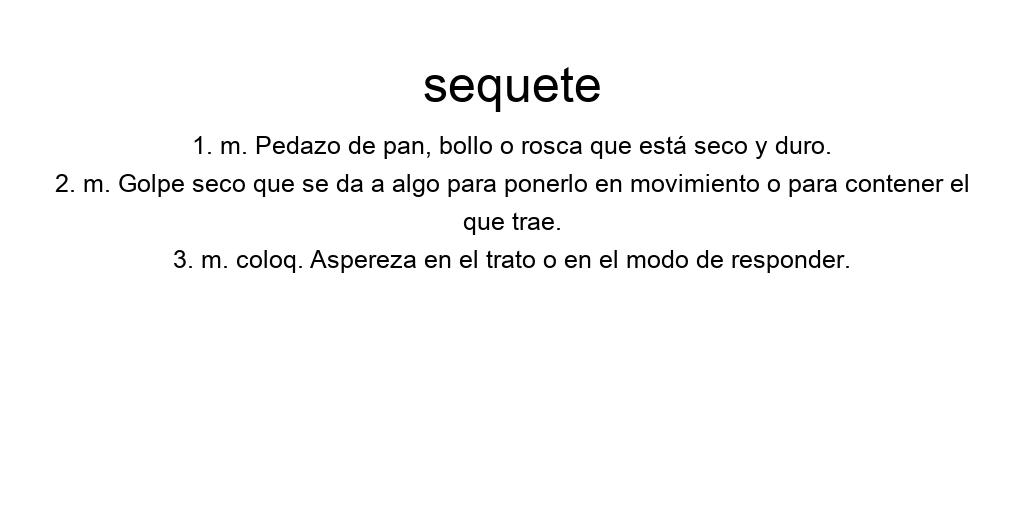 sequete
1. m. Pedazo de pan, bollo o rosca que está seco y duro.
2. m. Golpe seco que se da a algo para ponerlo en movimiento o para contener el
que trae.
3. m. coloq. Aspereza en el trato o en el modo de responder.